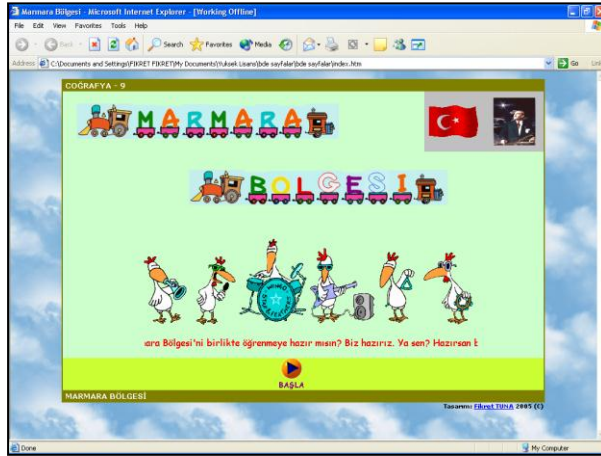 Marmara Bölgesi - Microsoft Internet Explorer - [Working Offline]
File Edit View Favorites Tools Help
Back Search Favorites Media
Address C:\Documents and Settings\FIKRET FIKRET\My Documents\Yuksek Lisans\bde sayfalar\bde sayfalar\index.htm Go Links
COĞRAFYA - 9
MARMARA
BOLGESI
ara Bölgesi'ni birlikte öğrenmeye hazır mısın? Biz hazırız. Ya sen? Hazırsan
BAŞLA
MARMARA BÖLGESİ
Tasarım: Fikret TUNA 2005 (C)
Done My Computer